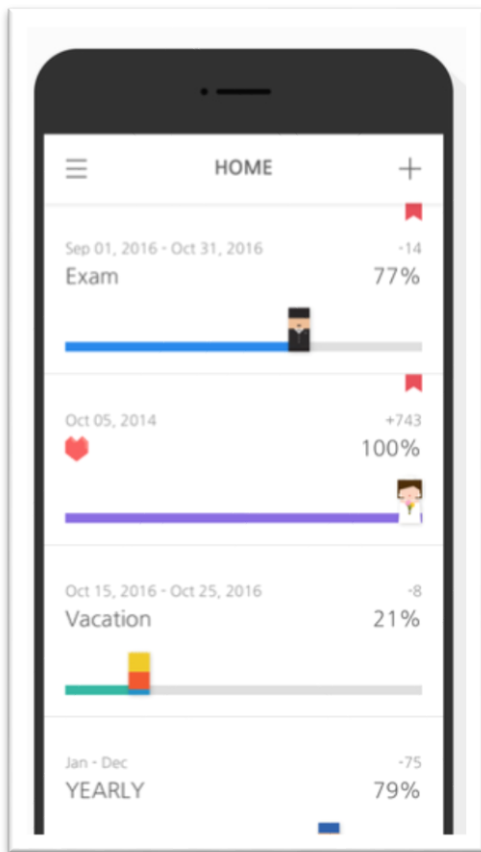 HOME
Sep 01, 2016 - Oct 31, 2016 -14
Exam 77%
Oct 05, 2014 +743
100%
Oct 15, 2016 - Oct 25, 2016 -8
Vacation 21%
Jan - Dec -75
YEARLY 79%